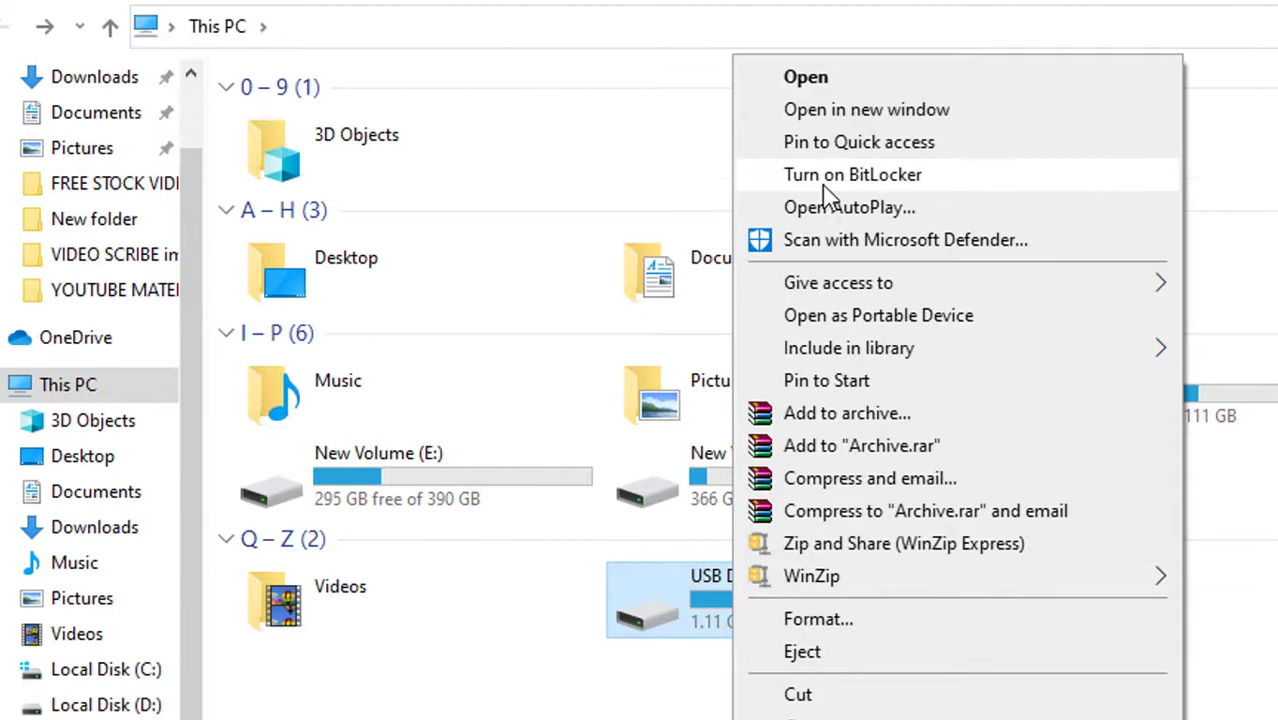 This PC
Downloads
Documents
Pictures
FREE STOCK VID
New folder
VIDEO SCRIBE im
YOUTUBE MATE
OneDrive
This PC
3D Objects
Desktop
Documents
Downloads
Music
Pictures
Videos
Local Disk (C:)
Local Disk (D:)
0 – 9 (1)
3D Objects
A – H (3)
Desktop
Docu
I – P (6)
Music
Pictu
New Volume (E:)
295 GB free of 390 GB
New
366 G
111 GB
Q – Z (2)
Videos
USB D
1.11 G
Open
Open in new window
Pin to Quick access
Turn on BitLocker
Open AutoPlay...
Scan with Microsoft Defender...
Give access to
Open as Portable Device
Include in library
Pin to Start
Add to archive...
Add to "Archive.rar"
Compress and email...
Compress to "Archive.rar" and email
Zip and Share (WinZip Express)
WinZip
Format...
Eject
Cut